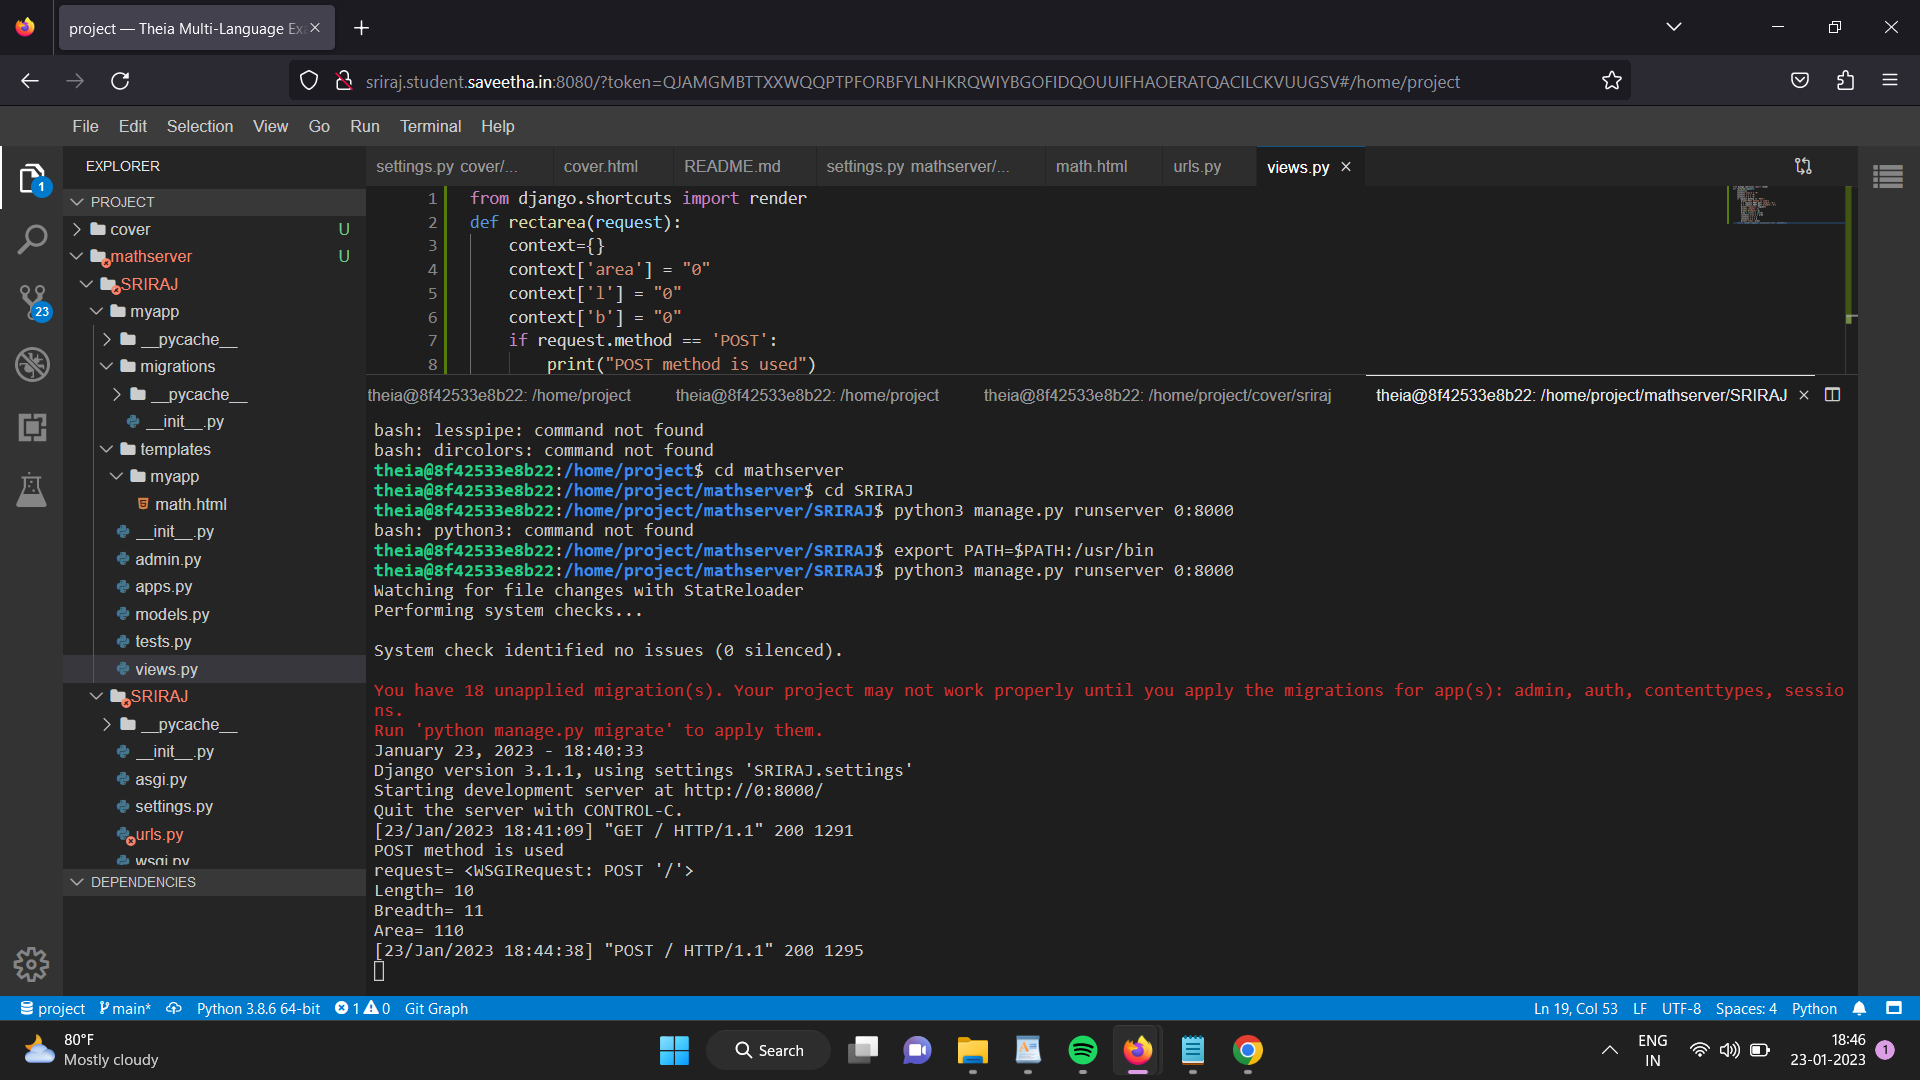 project — Theia Multi-Language Ex
sriraj.student.saveetha.in:8080/?token=QJAMGMBTTXXWQQPTPFORBFYLNHKRQWIYBGOFIDQOUUIFHAOERATQACILCKVUUGSV#/home/project
File Edit Selection View Go Run Terminal Help
EXPLORER
PROJECT
cover U
mathserver U
SRIRAJ
myapp
__pycache__
migrations
__pycache__
__init__.py
templates
myapp
math.html
__init__.py
admin.py
apps.py
models.py
tests.py
views.py
SRIRAJ
__pycache__
__init__.py
asgi.py
settings.py
urls.py
wsgi.py
DEPENDENCIES
1
23
settings.py cover/... cover.html README.md settings.py mathserver/... math.html urls.py views.py
1 from django.shortcuts import render
2 def rectarea(request):
3 context={}
4 context['area'] = "0"
5 context['l'] = "0"
6 context['b'] = "0"
7 if request.method == 'POST':
8 print("POST method is used")
theia@8f42533e8b22: /home/project theia@8f42533e8b22: /home/project theia@8f42533e8b22: /home/project/cover/sriraj theia@8f42533e8b22: /home/project/mathserver/SRIRAJ
bash: lesspipe: command not found
bash: dircolors: command not found
theia@8f42533e8b22:/home/project$ cd mathserver
theia@8f42533e8b22:/home/project/mathserver$ cd SRIRAJ
theia@8f42533e8b22:/home/project/mathserver/SRIRAJ$ python3 manage.py runserver 0:8000
bash: python3: command not found
theia@8f42533e8b22:/home/project/mathserver/SRIRAJ$ export PATH=$PATH:/usr/bin
theia@8f42533e8b22:/home/project/mathserver/SRIRAJ$ python3 manage.py runserver 0:8000
Watching for file changes with StatReloader
Performing system checks...
System check identified no issues (0 silenced).
You have 18 unapplied migration(s). Your project may not work properly until you apply the migrations for app(s): admin, auth, contenttypes, sessio
ns.
Run 'python manage.py migrate' to apply them.
January 23, 2023 - 18:40:33
Django version 3.1.1, using settings 'SRIRAJ.settings'
Starting development server at http://0:8000/
Quit the server with CONTROL-C.
[23/Jan/2023 18:41:09] "GET / HTTP/1.1" 200 1291
POST method is used
request= <WSGIRequest: POST '/'>
Length= 10
Breadth= 11
Area= 110
[23/Jan/2023 18:44:38] "POST / HTTP/1.1" 200 1295
project main* Python 3.8.6 64-bit 1 0 Git Graph Ln 19, Col 53 LF UTF-8 Spaces: 4 Python
80°F
Mostly cloudy
Search
ENG
IN
18:46
23-01-2023
1